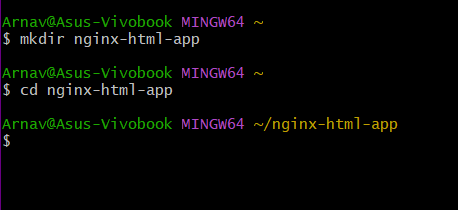 Arnav@Asus-Vivobook MINGW64 ~
$ mkdir nginx-html-app
Arnav@Asus-Vivobook MINGW64 ~
$ cd nginx-html-app
Arnav@Asus-Vivobook MINGW64 ~/nginx-html-app
$